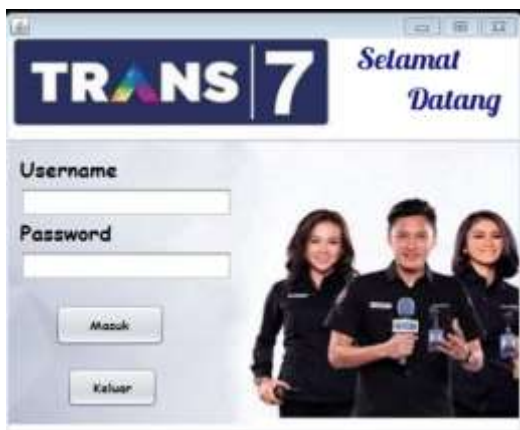 TRANS 7
Selamat
Datang
Username
Password
Masuk
Keluar